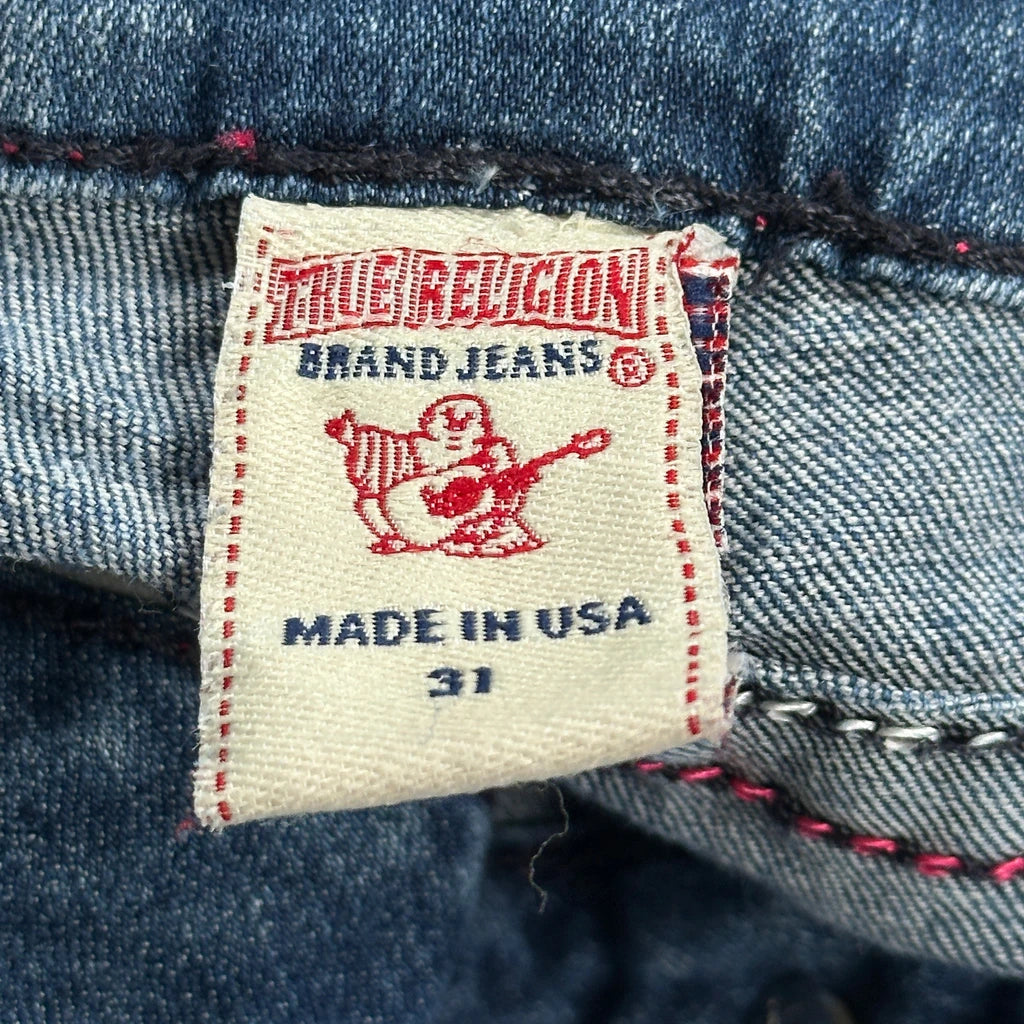 TRUE RELIGION
BRAND JEANS ®
MADE IN USA
31